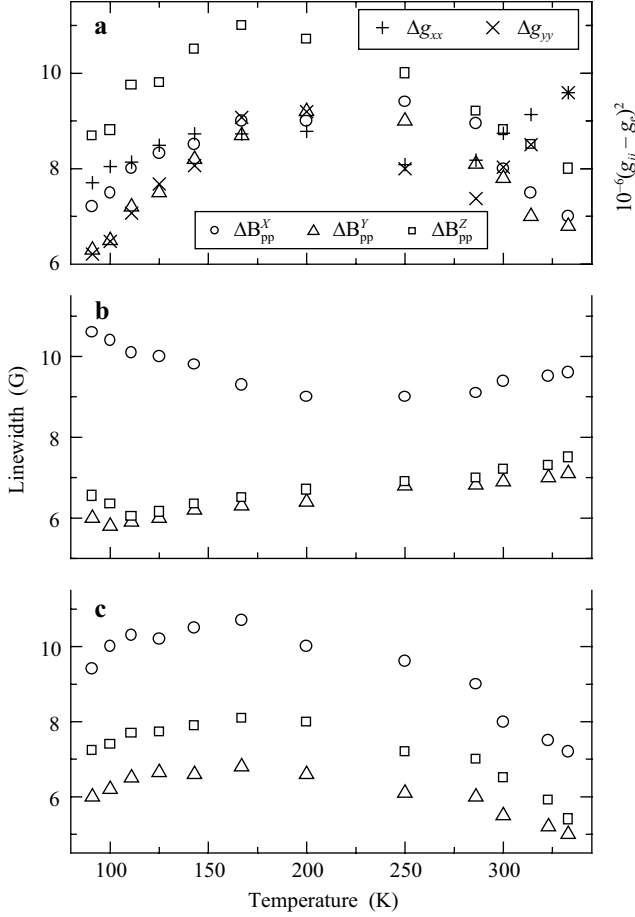 a
+ Δg_xx × Δg_yy
10
8
6
○ ΔB_pp^X △ ΔB_pp^Y □ ΔB_pp^Z
10⁻⁶(g_ii – g_e)²
b
10
8
6
Linewidth (G)
c
10
8
6
100 150 200 250 300
Temperature (K)